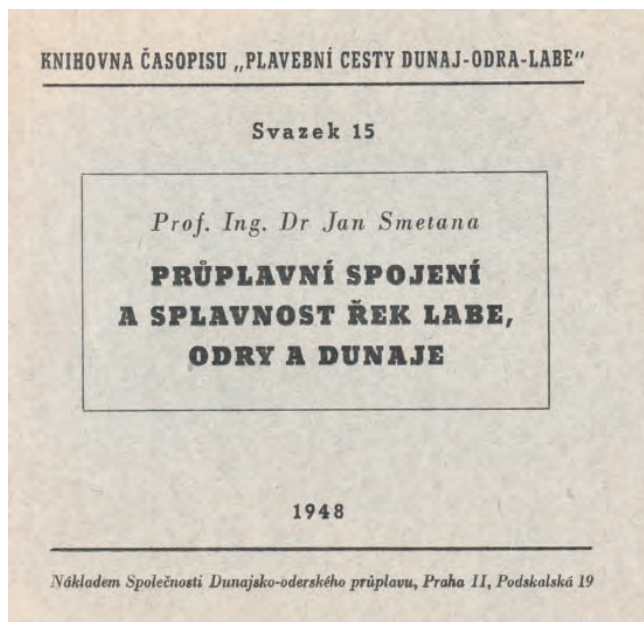 KNIHOVNA ČASOPISU „PLAVEBNÍ CESTY DUNAJ-ODRA-LABE“
Svazek 15
Prof. Ing. Dr Jan Smetana
PRŮPLAVNÍ SPOJENÍ
A SPLAVNOST ŘEK LABE,
ODRY A DUNAJE
1948
Nákladem Společnosti Dunajsko-oderského průplavu, Praha II, Podskalská 19